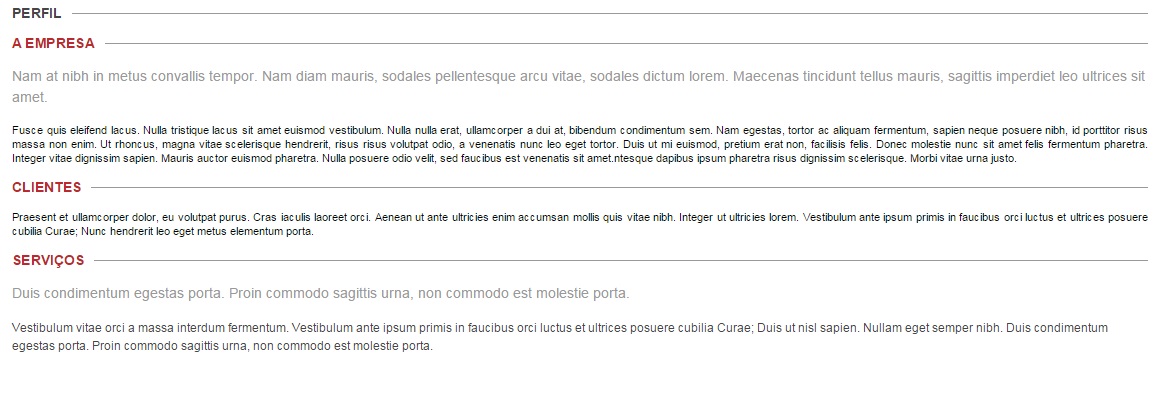 PERFIL
A EMPRESA
Nam at nibh in metus convallis tempor. Nam diam mauris, sodales pellentesque arcu vitae, sodales dictum lorem. Maecenas tincidunt tellus mauris, sagittis imperdiet leo ultrices sit
amet.
Fusce quis eleifend lacus. Nulla tristique lacus sit amet euismod vestibulum. Nulla nulla erat, ullamcorper a dui at, bibendum condimentum sem. Nam egestas, tortor ac aliquam fermentum, sapien neque posuere nibh, id porttitor risus
massa non enim. Ut rhoncus, magna vitae scelerisque hendrerit, risus risus volutpat odio, a venenatis nunc leo eget tortor. Duis ut mi euismod, pretium erat non, facilisis felis. Donec molestie nunc sit amet felis fermentum pharetra.
Integer vitae dignissim sapien. Mauris auctor euismod pharetra. Nulla posuere odio velit, sed faucibus est venenatis sit amet.ntesque dapibus ipsum pharetra risus dignissim scelerisque. Morbi vitae urna justo.
CLIENTES
Praesent et ullamcorper dolor, eu volutpat purus. Cras iaculis laoreet orci. Aenean ut ante ultricies enim accumsan mollis quis vitae nibh. Integer ut ultricies lorem. Vestibulum ante ipsum primis in faucibus orci luctus et ultrices posuere
cubilia Curae; Nunc hendrerit leo eget metus elementum porta.
SERVIÇOS
Duis condimentum egestas porta. Proin commodo sagittis urna, non commodo est molestie porta.
Vestibulum vitae orci a massa interdum fermentum. Vestibulum ante ipsum primis in faucibus orci luctus et ultrices posuere cubilia Curae; Duis ut nisl sapien. Nullam eget semper nibh. Duis condimentum
egestas porta. Proin commodo sagittis urna, non commodo est molestie porta.